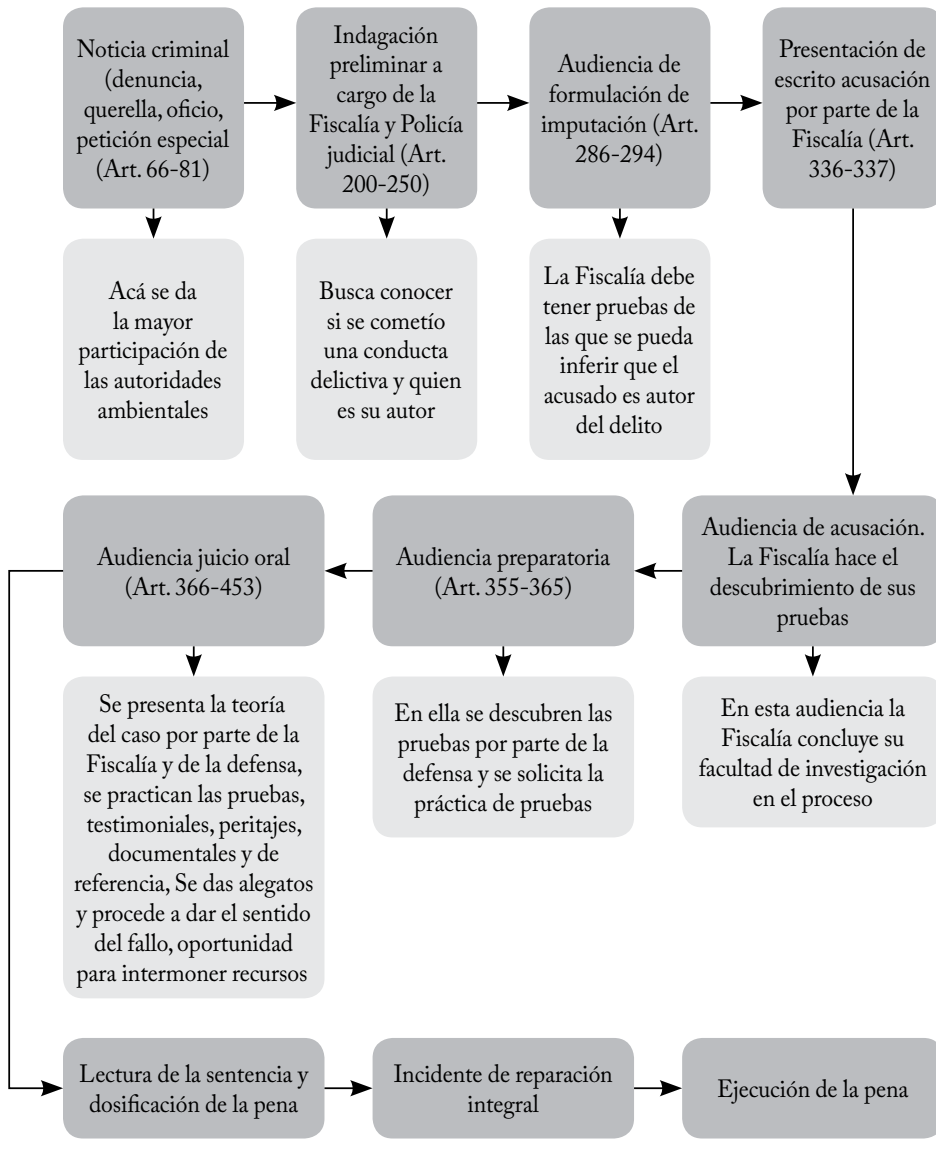 Noticia criminal
(denuncia,
querella, oficio,
petición especial
(Art. 66-81)
Indagación
preliminar a
cargo de la
Fiscalía y Policía
judicial (Art.
200-250)
Audiencia de
formulación de
imputación (Art.
286-294)
Presentación de
escrito acusación
por parte de la
Fiscalía (Art.
336-337)
Acá se da
la mayor
participación de
las autoridades
ambientales
Busca conocer
si se cometío
una conducta
delictiva y quien
es su autor
La Fiscalía debe
tener pruebas de
las que se pueda
inferir que el
acusado es autor
del delito
Audiencia de acusación.
La Fiscalía hace el
descubrimiento de sus
pruebas
Audiencia preparatoria
(Art. 355-365)
Audiencia juicio oral
(Art. 366-453)
En esta audiencia la
Fiscalía concluye su
facultad de investigación
en el proceso
En ella se descubren las
pruebas por parte de la
defensa y se solicita la
práctica de pruebas
Se presenta la teoría
del caso por parte de la
Fiscalía y de la defensa,
se practican las pruebas,
testimoniales, peritajes,
documentales y de
referencia, Se das alegatos
y procede a dar el sentido
del fallo, oportunidad
para intermoner recursos
Lectura de la sentencia y
dosificación de la pena
Incidente de reparación
integral
Ejecución de la pena